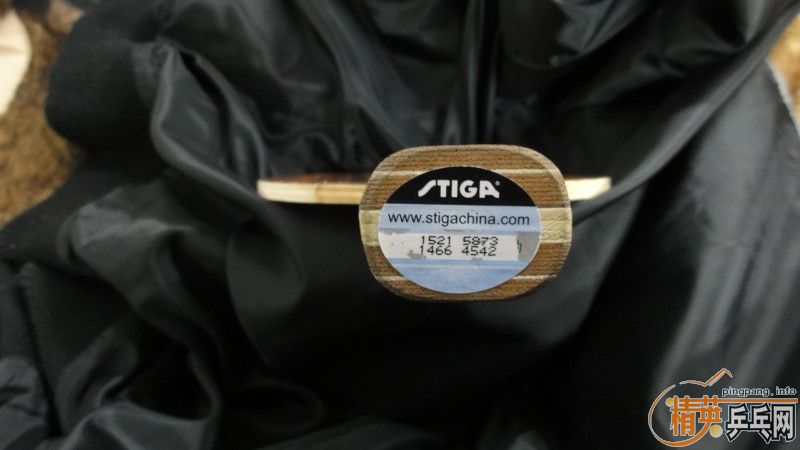 STIGA
www.stigachina.com
1521 5873
1466 4542
pingpang.info
精英乒乓网